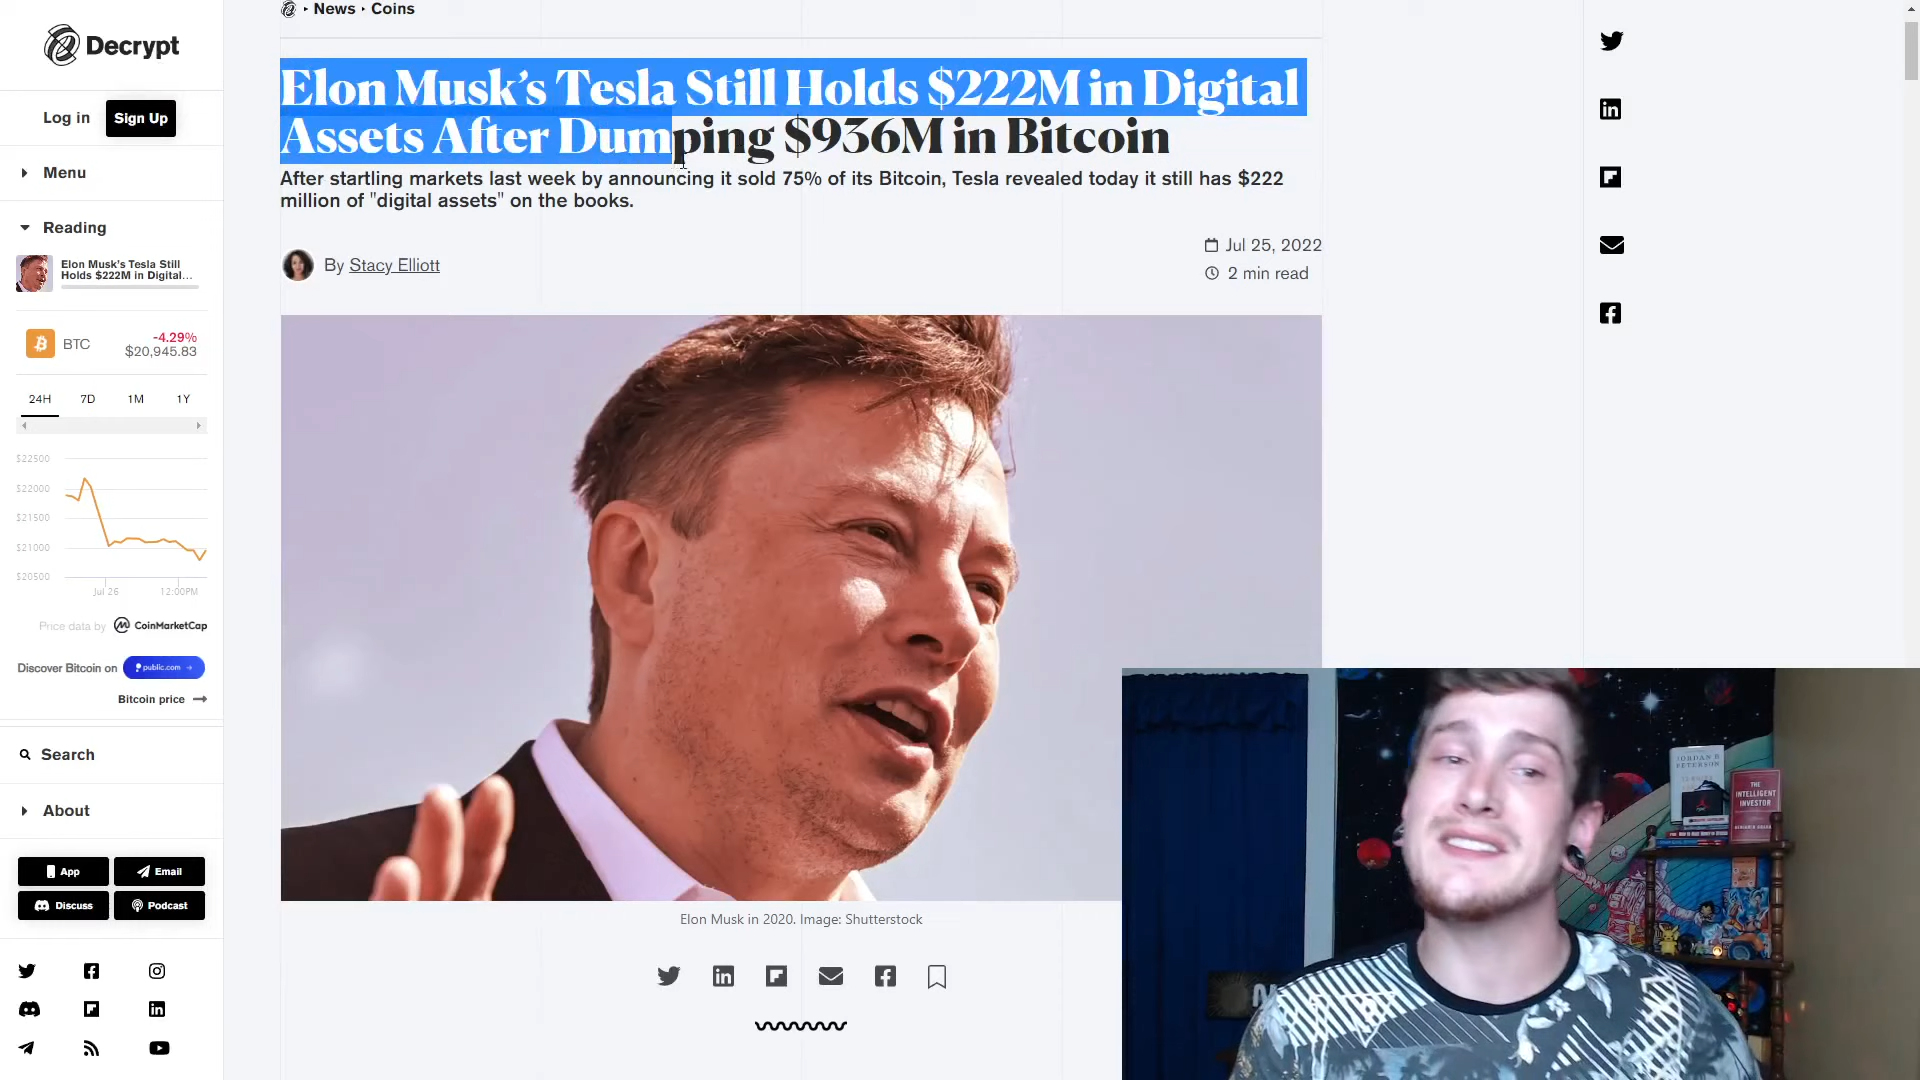 Decrypt
Log in
Sign Up
Menu
Reading
Elon Musk's Tesla Still
Holds $222M in Digital...
BTC
-4.29%
$20,945.83
24H 7D 1M 1Y
$22500
$22000
$21500
$21000
$20500
Jul 26 12:00PM
Price data by CoinMarketCap
Discover Bitcoin on public.com →
Bitcoin price
Search
About
App
Email
Discuss
Podcast
News
Coins
Elon Musk’s Tesla Still Holds $222M in Digital
Assets After Dumping $936M in Bitcoin
After startling markets last week by announcing it sold 75% of its Bitcoin, Tesla revealed today it still has $222
million of "digital assets" on the books.
By Stacy Elliott
Jul 25, 2022
2 min read
Elon Musk in 2020. Image: Shutterstock
JORDAN B
PETERSON
THE
INTELLIGENT
INVESTOR